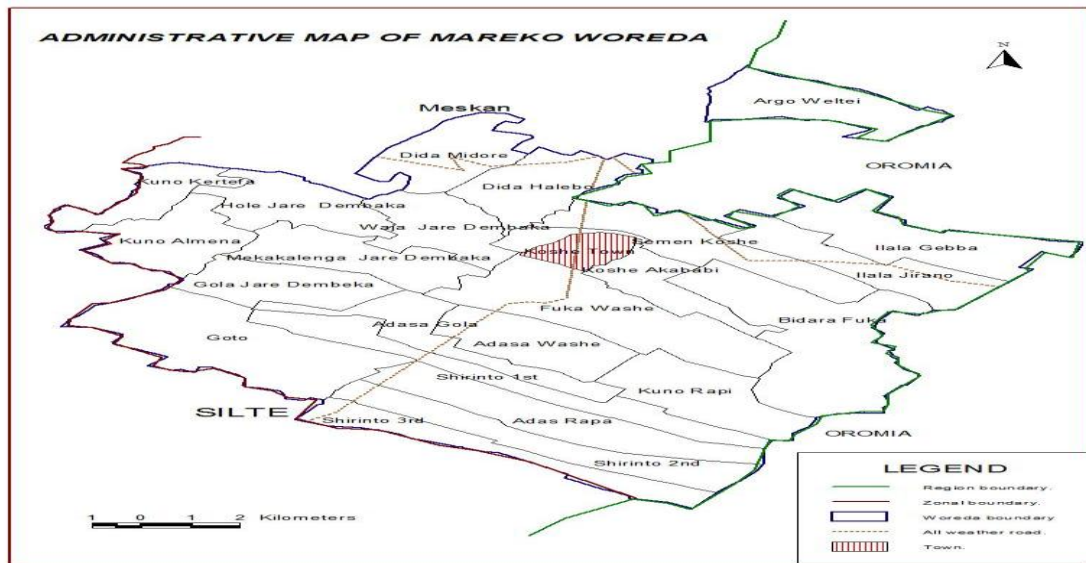 ADMINISTRATIVE MAP OF MAREKO WOREDA
N
Argo Weltei
Meskan
OROMIA
Dida Midore
Kuno Kertefa
Dida Halebo
Hole Jare Dembaka
Waja Jare Dembaka
Kuno Almena
Semen Koshe
Koshe Town
Ilala Gebba
Mekakalenga Jare Dembaka
Koshe Akababi
Ilala Jirano
Gola Jare Dembeka
Fuka Washe
Bidara Fuka
Adasa Gola
Goto
Adasa Washe
Shirinto 1st
Kuno Rapi
SILTE
Shirinto 3rd
Adas Rapa
OROMIA
Shirinto 2nd
LEGEND
Region boundary.
Zonal boundary.
Woreda boundary
All weather road.
Town.
1 0 1 2 Kilometers